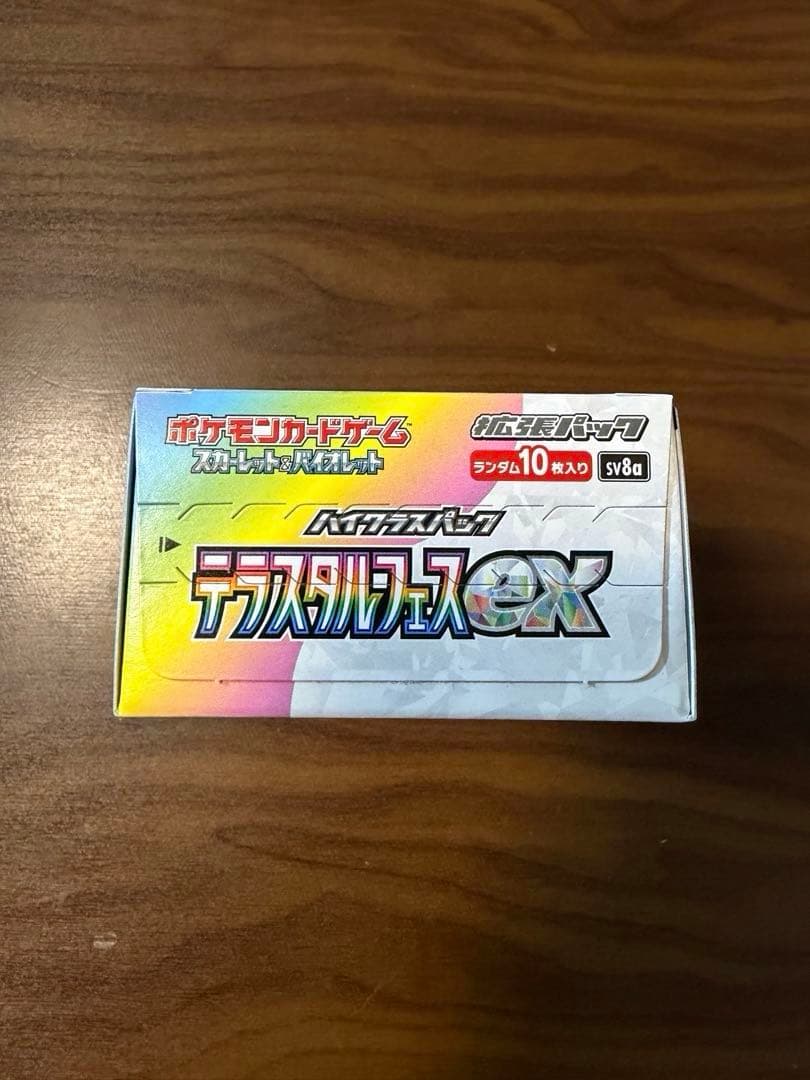 ポケモンカードゲーム™
スカーレット&バイオレット
拡張パック
ランダム10枚入り
sv8a
ハイクラスパック
テラスタルフェスex